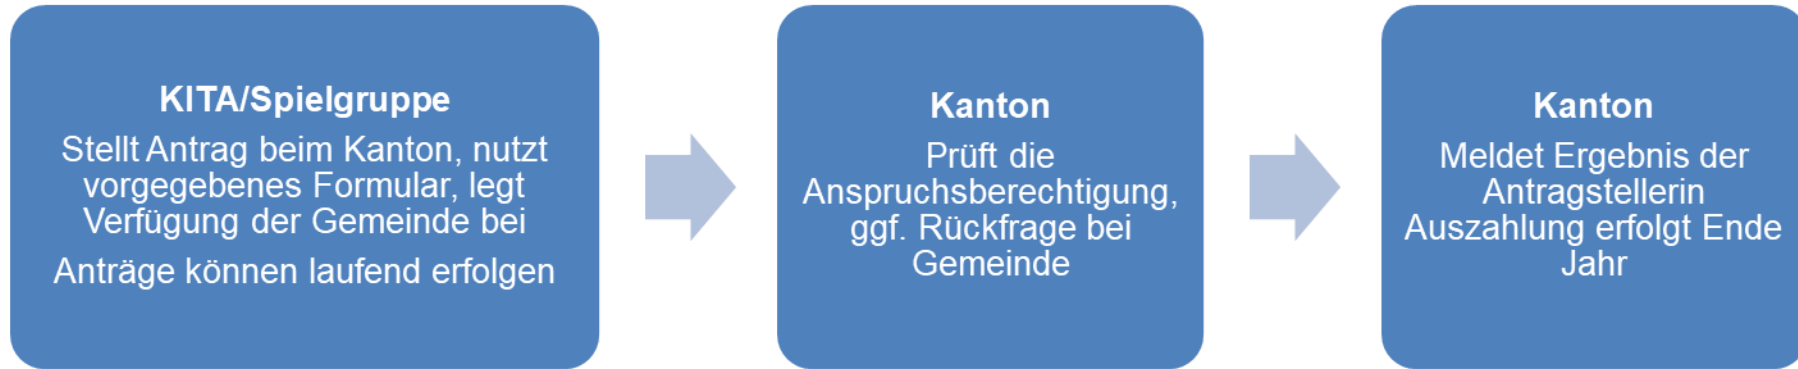 KITA/Spielgruppe
Stellt Antrag beim Kanton, nutzt
vorgegebenes Formular, legt
Verfügung der Gemeinde bei
Anträge können laufend erfolgen
Kanton
Prüft die
Anspruchsberechtigung,
ggf. Rückfrage bei
Gemeinde
Kanton
Meldet Ergebnis der
Antragstellerin
Auszahlung erfolgt Ende
Jahr